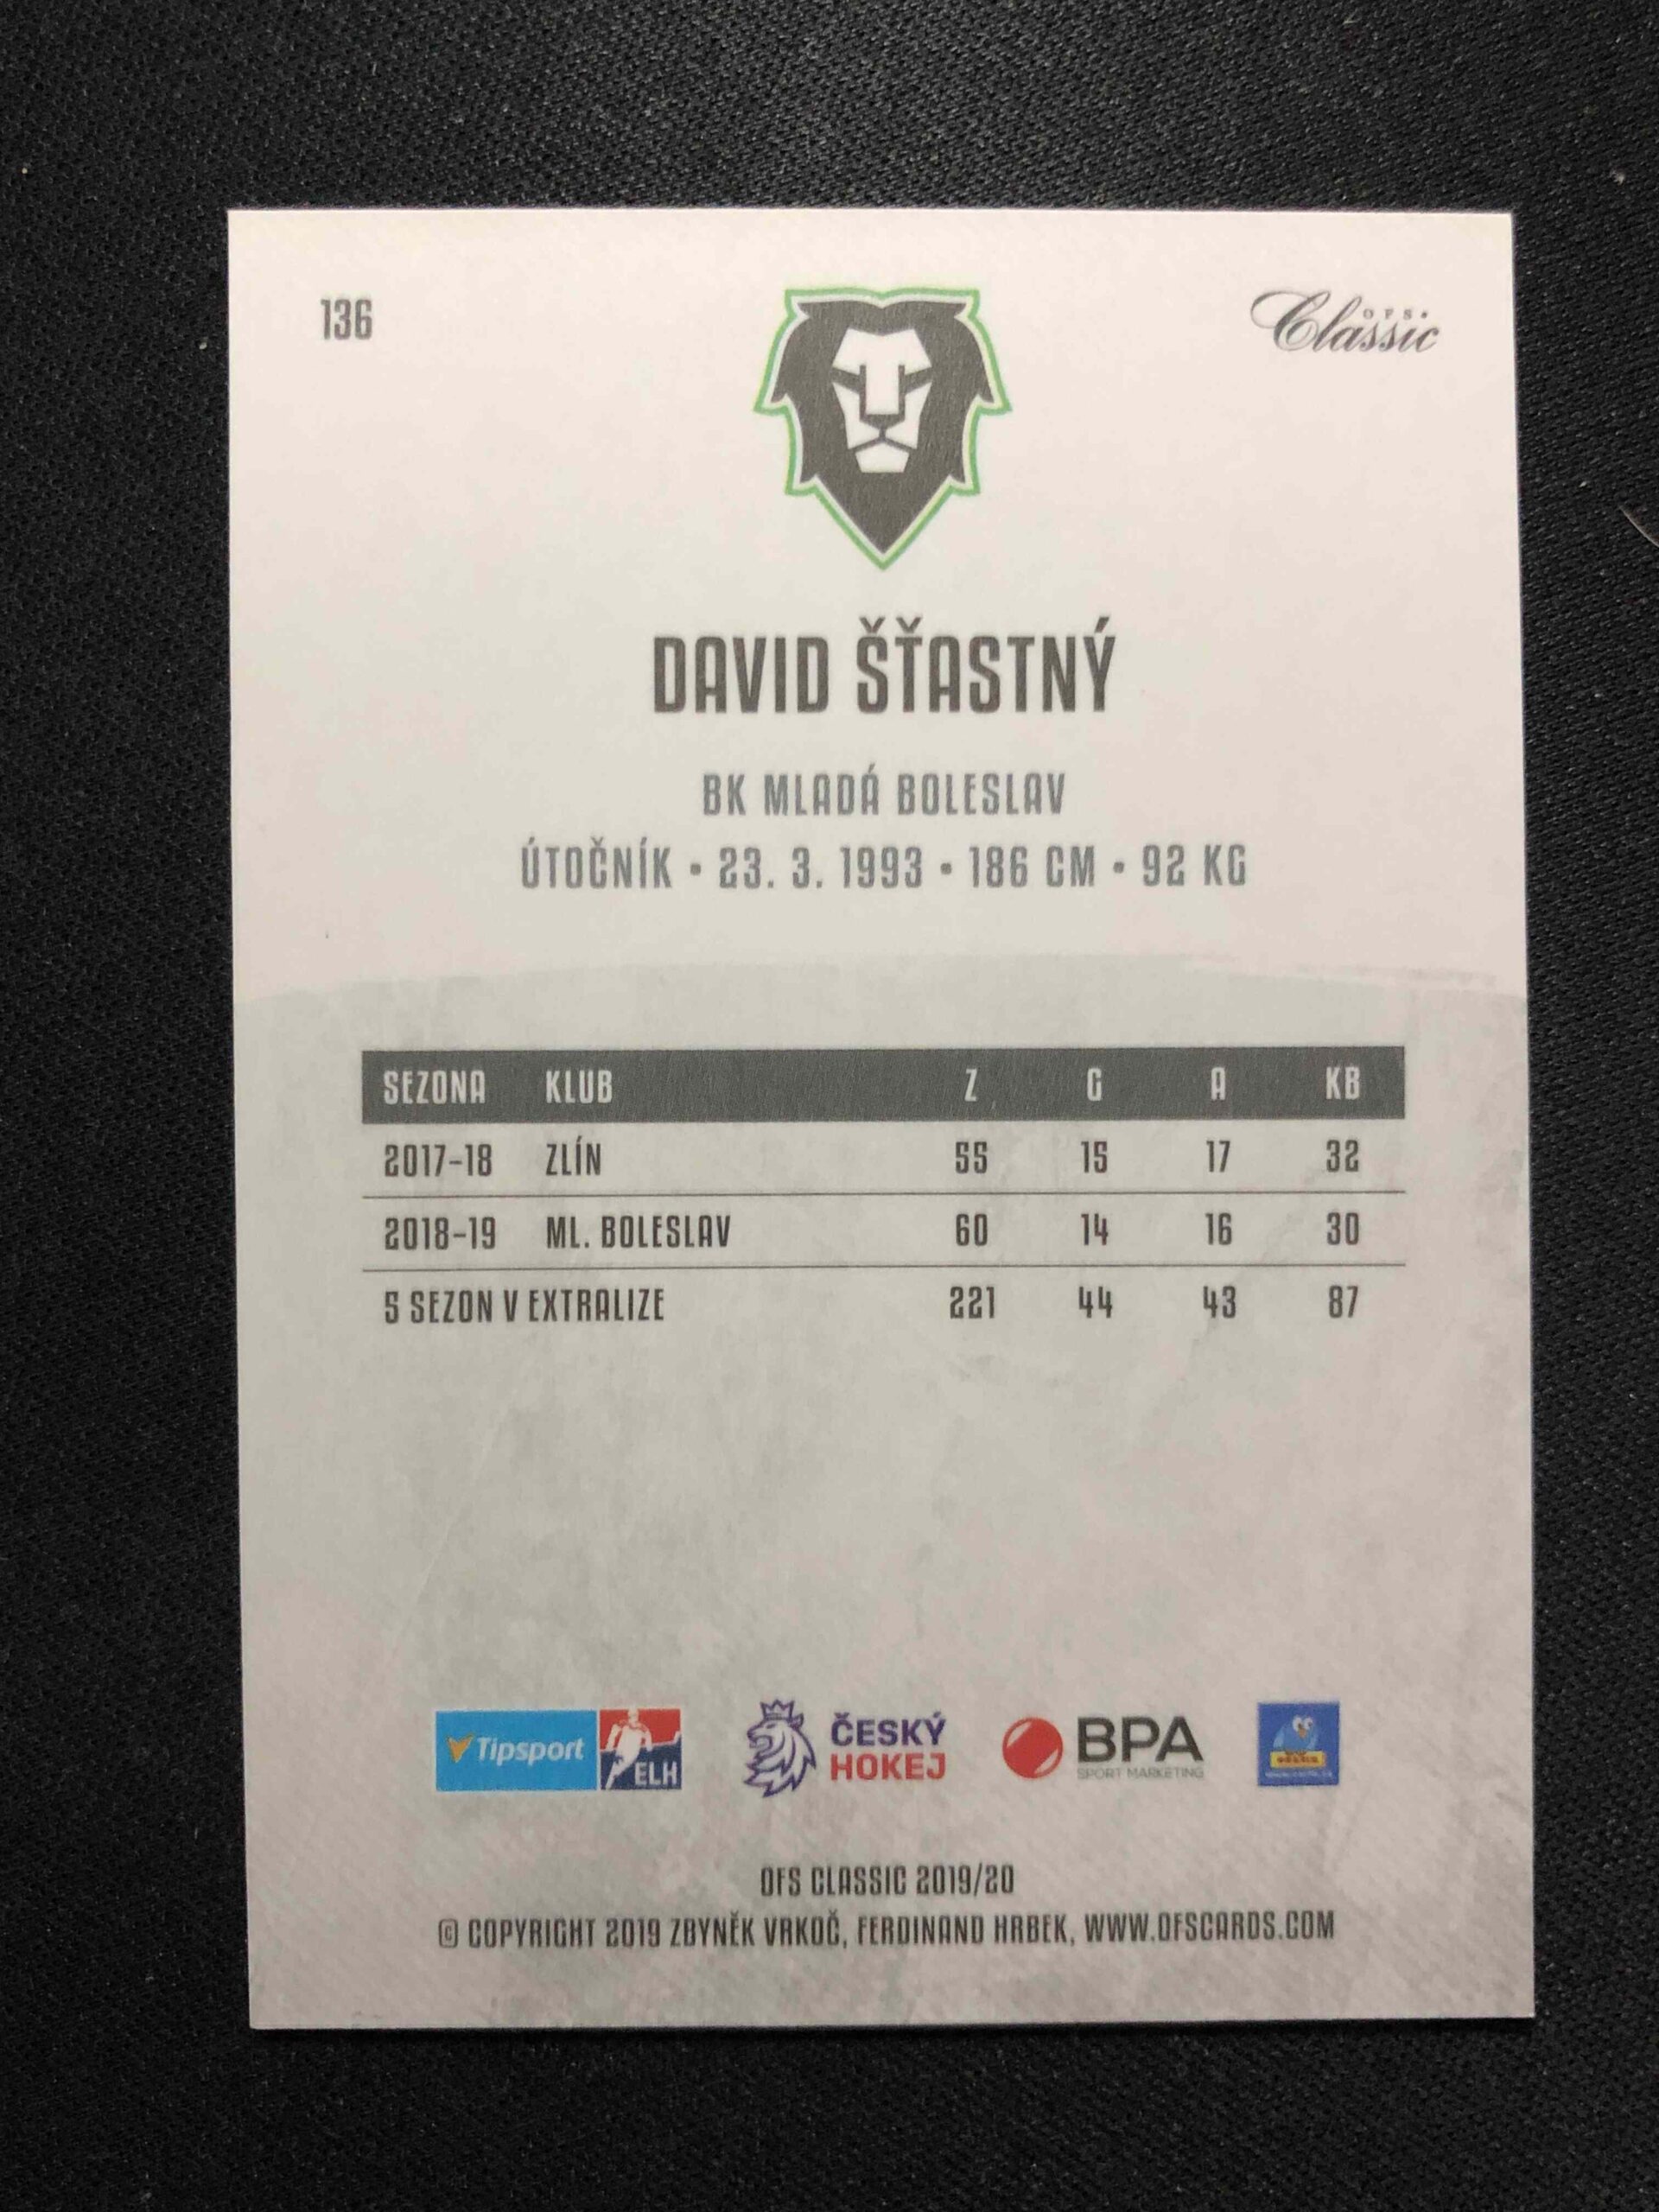 136
OFS
Classic
DAVID ŠŤASTNÝ
BK MLADÁ BOLESLAV
ÚTOČNÍK • 23. 3. 1993 • 186 CM • 92 KG
SEZONA KLUB Z G A KB
2017–18 ZLÍN 55 15 17 32
2018–19 ML. BOLESLAV 60 14 16 30
5 SEZON V EXTRALIZE 221 44 43 87
Tipsport ELH
ČESKÝ
HOKEJ
BPA
SPORT MARKETING
OFS CLASSIC 2019/20
© COPYRIGHT 2019 ZBYNĚK VRKOČ, FERDINAND HRBEK, WWW.OFSCARDS.COM